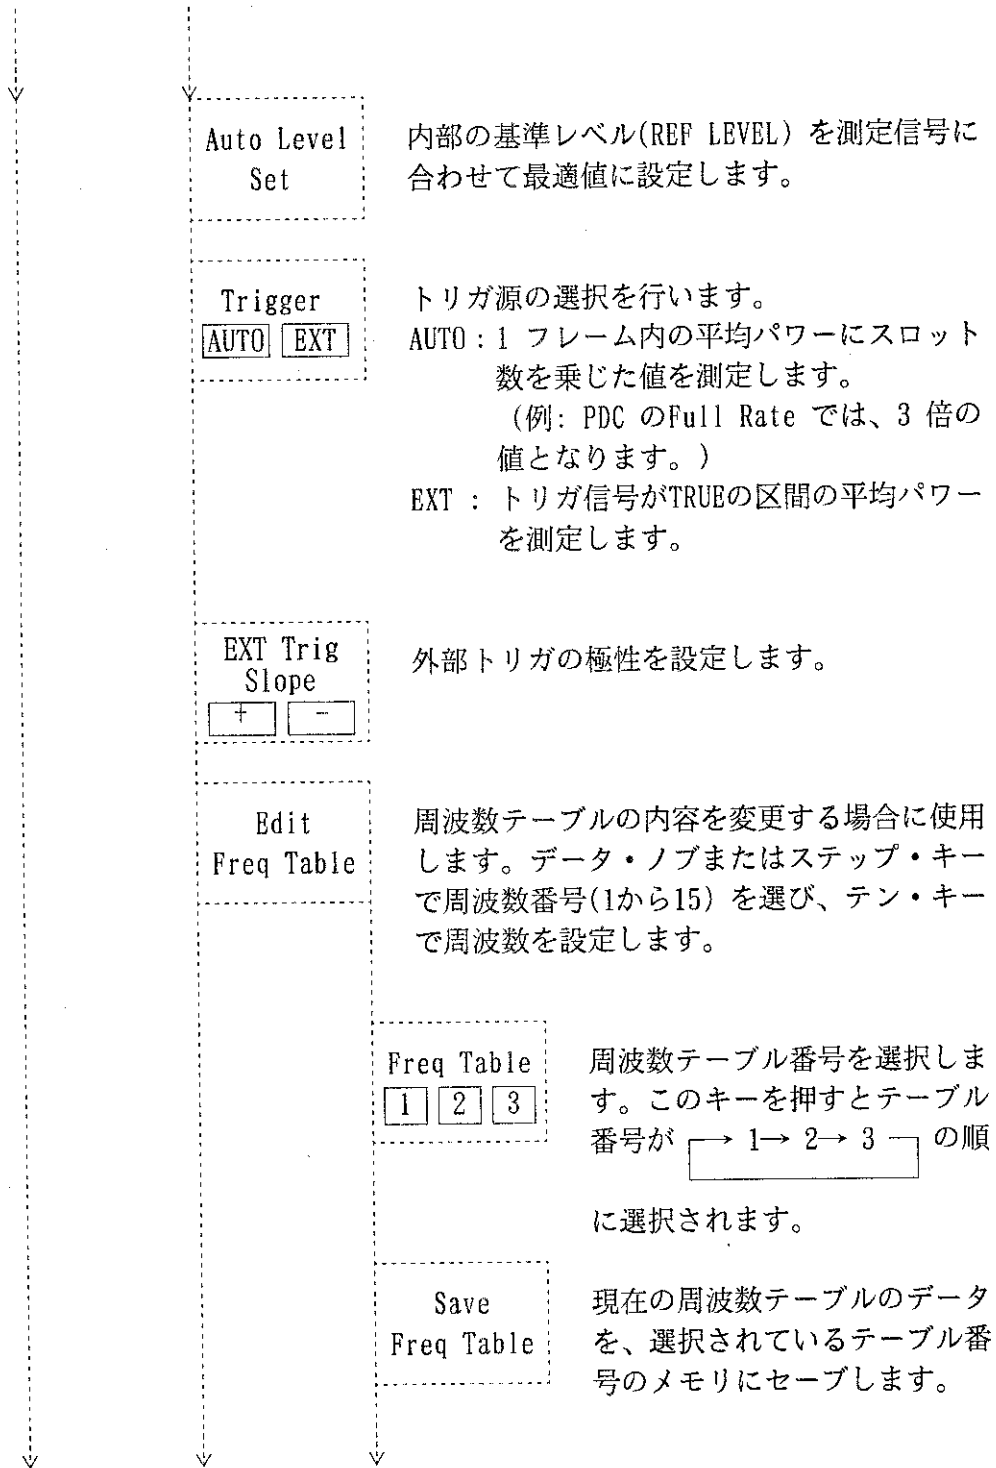 Auto Level
Set
内部の基準レベル(REF LEVEL) を測定信号に
合わせて最適値に設定します。
Trigger
AUTO EXT
トリガ源の選択を行います。
AUTO : 1 フレーム内の平均パワーにスロット
数を乗じた値を測定します。
(例: PDC のFull Rate では、3 倍の
値となります。)
EXT : トリガ信号がTRUEの区間の平均パワー
を測定します。
EXT Trig
Slope
+ -
外部トリガの極性を設定します。
Edit
Freq Table
周波数テーブルの内容を変更する場合に使用
します。データ・ノブまたはステップ・キー
で周波数番号(1から15) を選び、テン・キー
で周波数を設定します。
Freq Table
1 2 3
周波数テーブル番号を選択しま
す。このキーを押すとテーブル
番号が → 1→ 2→ 3 の順
に選択されます。
Save
Freq Table
現在の周波数テーブルのデータ
を、選択されているテーブル番
号のメモリにセーブします。